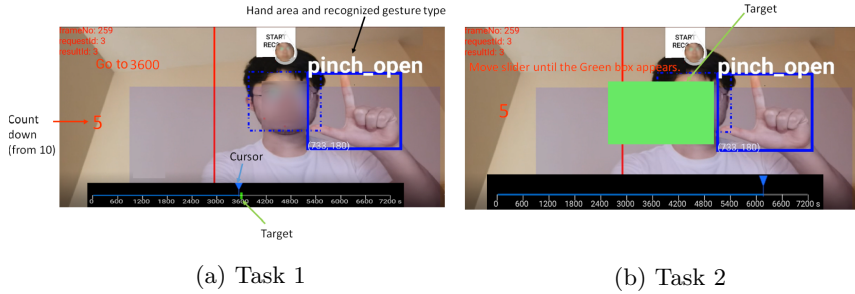 Hand area and recognized gesture type
frameNo: 259
requestId: 3
resultId: 3
START
Go to 3600
pinch_open
Count
down
(from 10)
5
(733, 180)
Cursor
0 600 1200 1800 2400 3000 3600 4200 4800 5400 6000 6600 7200 s
Target
(a) Task 1
Target
frameNo: 259
requestId: 3
resultId: 3
START
Move slider until the Green box appears.
pinch_open
5
(733, 180)
0 600 1200 1800 2400 3000 3600 4200 4800 5400 6000 6600 7200 s
(b) Task 2